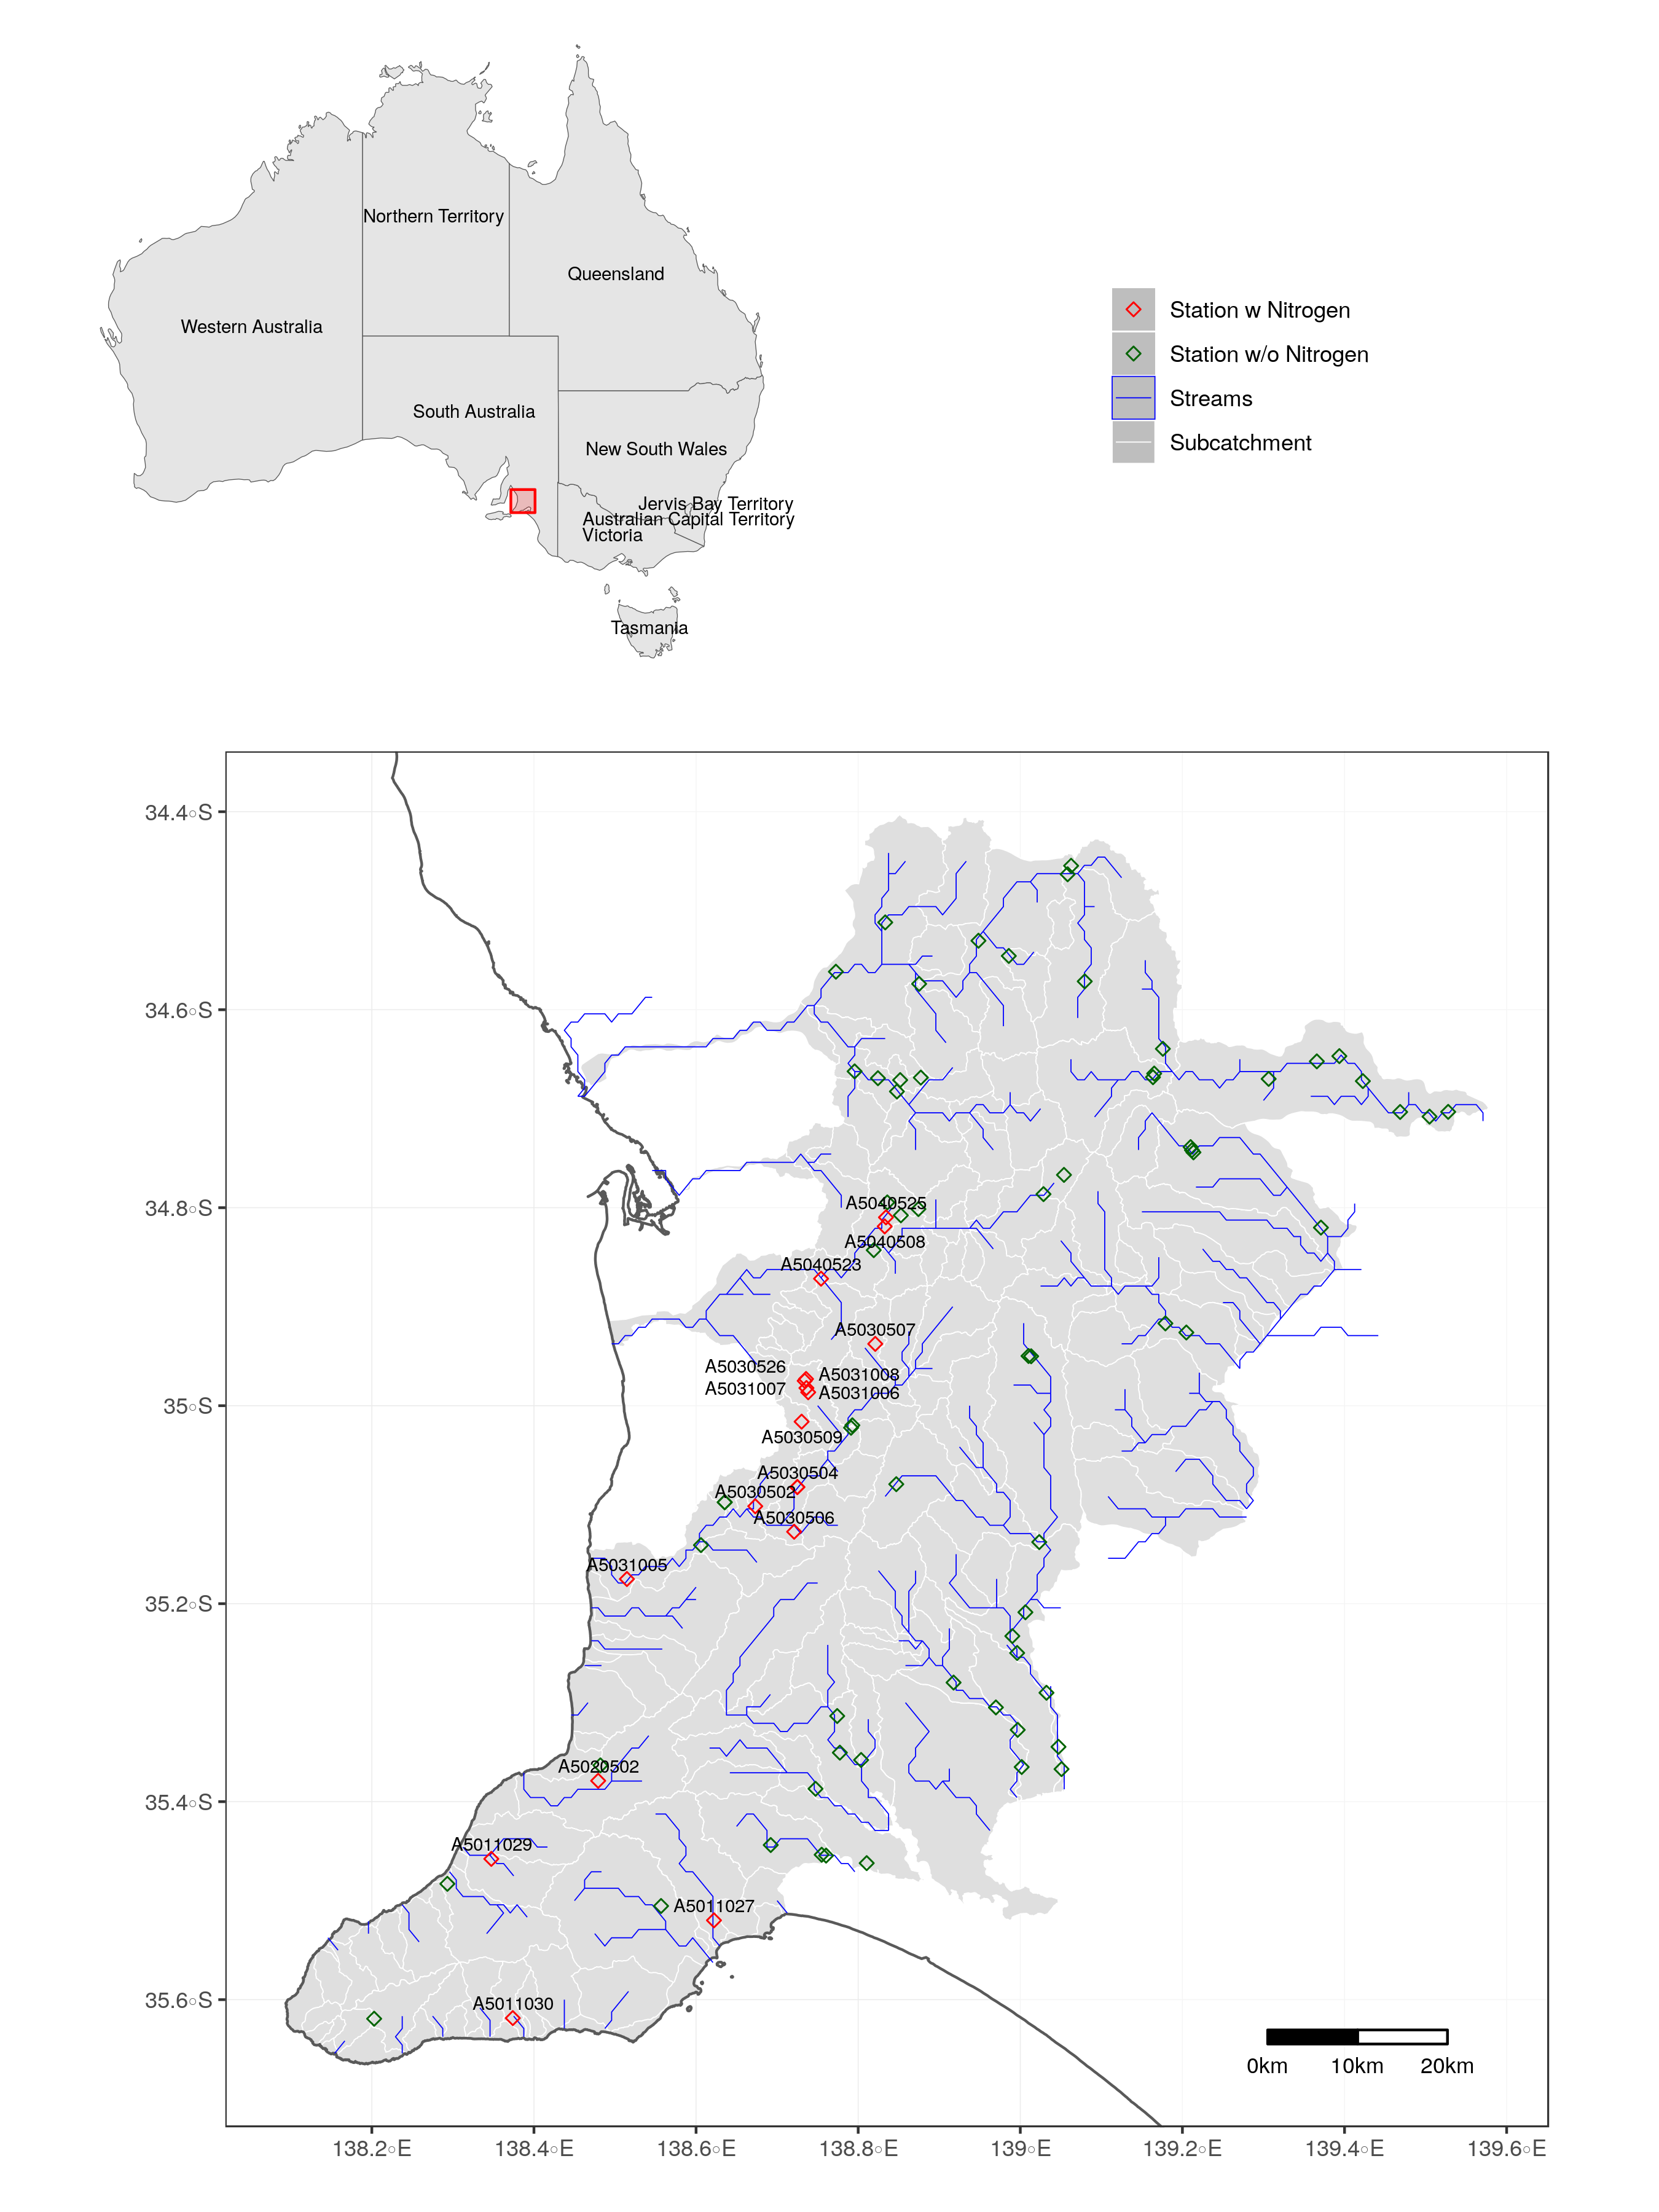 Northern Territory
Queensland
Western Australia
South Australia
New South Wales
Jervis Bay Territory
Australian Capital Territory
Victoria
Tasmania
Station w Nitrogen
Station w/o Nitrogen
Streams
Subcatchment
34.4◦S
34.6◦S
34.8◦S
35◦S
35.2◦S
35.4◦S
35.6◦S
A5040525
A5040508
A5040523
A5030507
A5030526
A5031008
A5031007
A5031006
A5030509
A5030504
A5030502
A5030506
A5031005
A5020502
A5011029
A5011027
A5011030
0km 10km 20km
138.2◦E 138.4◦E 138.6◦E 138.8◦E 139◦E 139.2◦E 139.4◦E 139.6◦E